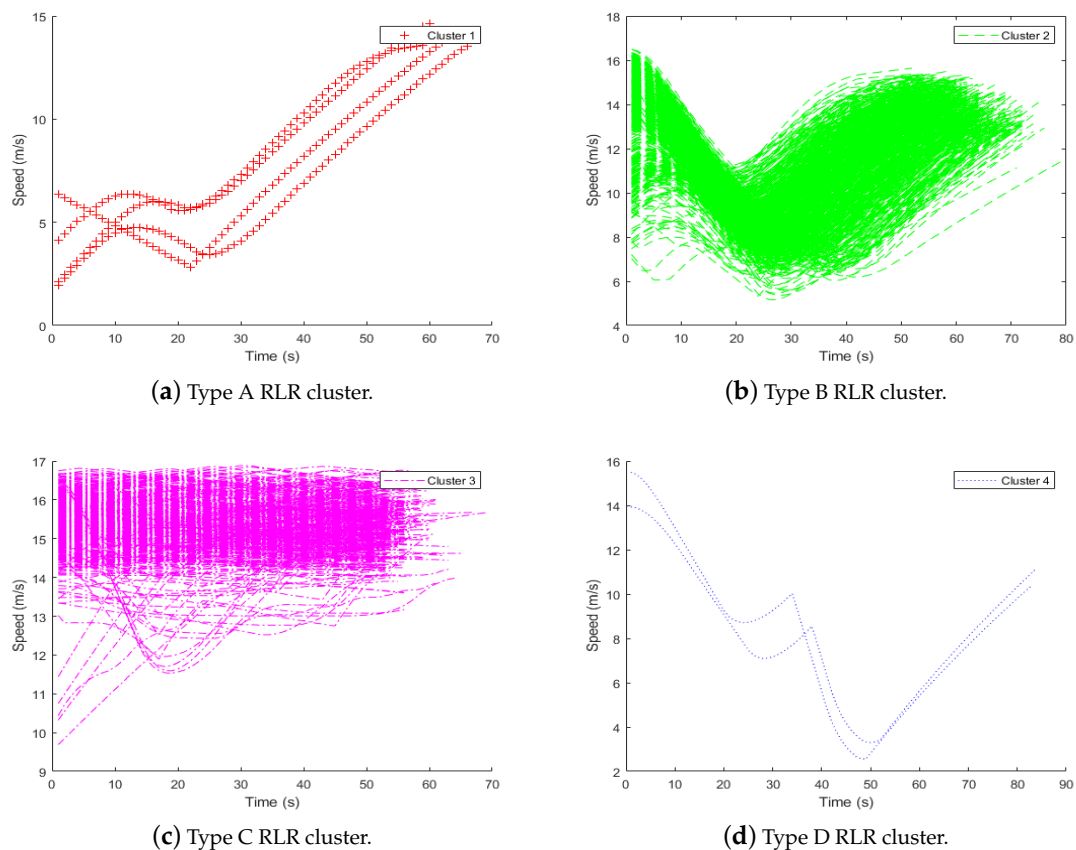 15
10
5
0
Speed (m/s)
0 10 20 30 40 50 60 70
Time (s)
Cluster 1
(a) Type A RLR cluster.
18
16
14
12
10
8
6
4
Speed (m/s)
0 10 20 30 40 50 60 70 80
Time (s)
Cluster 2
(b) Type B RLR cluster.
17
16
15
14
13
12
11
10
9
Speed (m/s)
0 10 20 30 40 50 60 70
Time (s)
Cluster 3
(c) Type C RLR cluster.
16
14
12
10
8
6
4
2
Speed (m/s)
0 10 20 30 40 50 60 70 80 90
Time (s)
Cluster 4
(d) Type D RLR cluster.